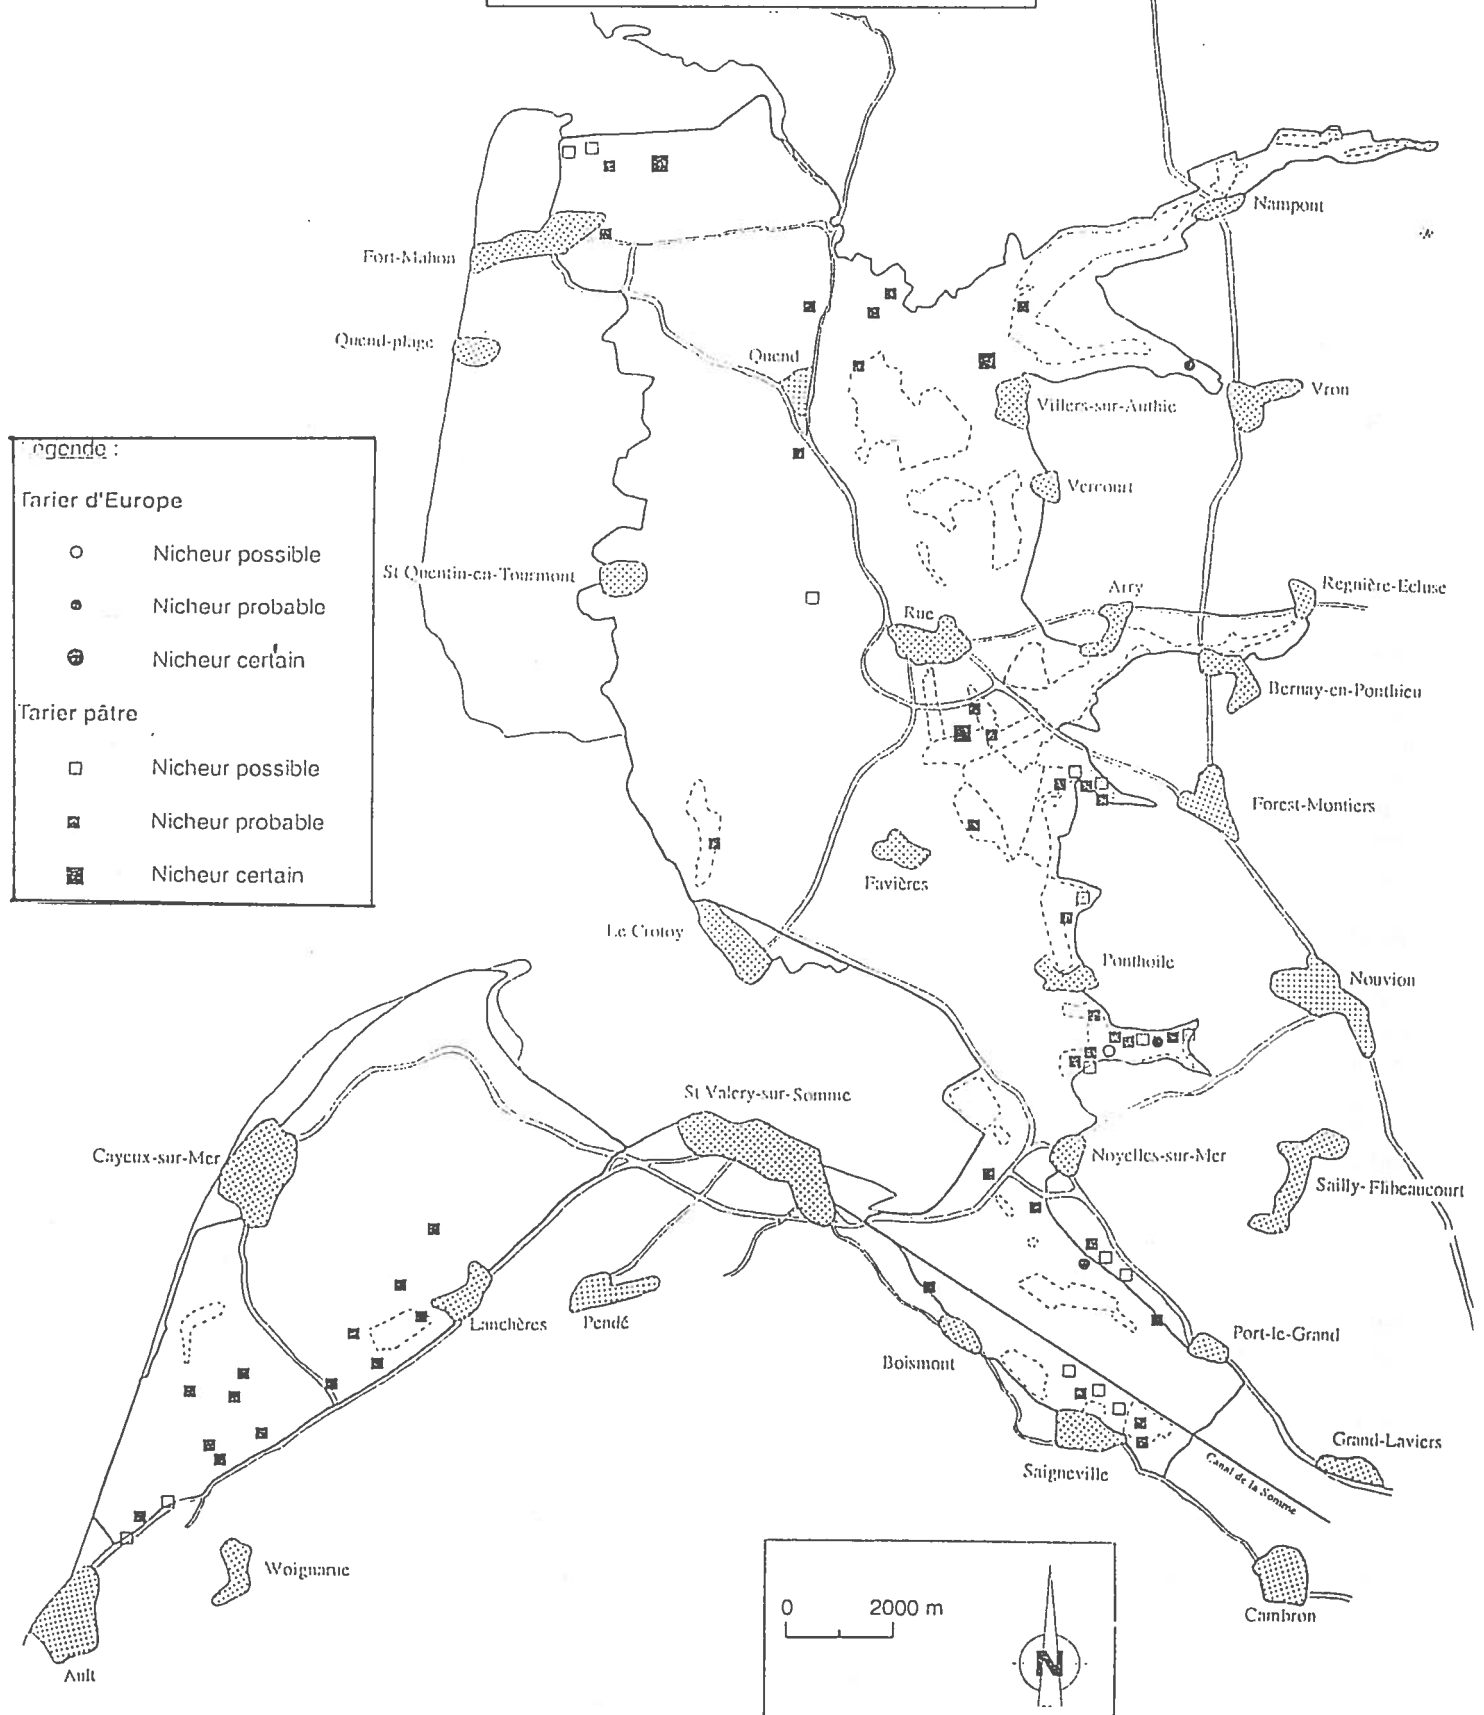 Nampont
Fort-Mahon
Quend-plage
Quend
Villers-sur-Authie
Vron
Légende :
Tarier d'Europe
Nicheur possible
Nicheur probable
Nicheur certain
Tarier pâtre
Nicheur possible
Nicheur probable
Nicheur certain
Vercourt
St Quentin-en-Tourmont
Rue
Arry
Regnière-Ecluse
Bernay-en-Ponthieu
Forest-Montiers
Favières
Le Crotoy
Ponthoile
Nouvion
St Valery-sur-Somme
Cayeux-sur-Mer
Noyelles-sur-Mer
Sailly-Flibeaucourt
Lanchères
Pendé
Boismont
Port-le-Grand
Saigneville
Grand-Laviers
Canal de la Somme
Woignarue
Ault
Cambron
0 2000 m
N